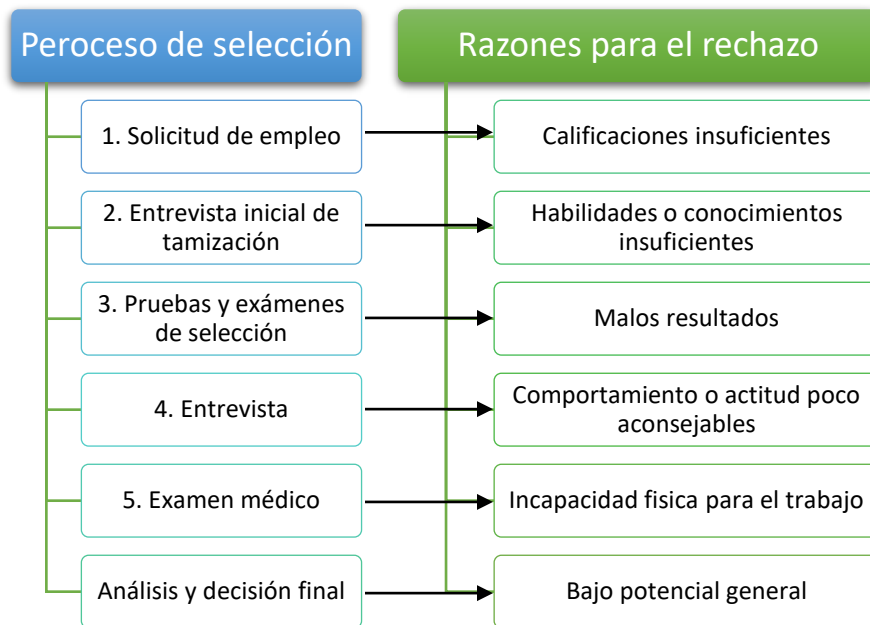 Peroceso de selección
Razones para el rechazo
1. Solicitud de empleo
Calificaciones insuficientes
2. Entrevista inicial de
tamización
Habilidades o conocimientos
insuficientes
3. Pruebas y exámenes
de selección
Malos resultados
4. Entrevista
Comportamiento o actitud poco
aconsejables
5. Examen médico
Incapacidad fisica para el trabajo
Análisis y decisión final
Bajo potencial general